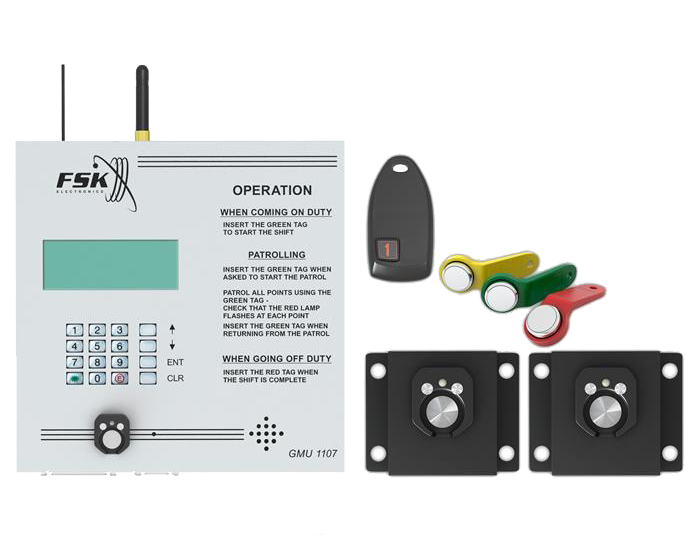 FSK
ELECTRONICS
OPERATION
WHEN COMING ON DUTY
INSERT THE GREEN TAG
TO START THE SHIFT
PATROLLING
INSERT THE GREEN TAG WHEN
ASKED TO START THE PATROL
PATROL ALL POINTS USING THE
GREEN TAG -
CHECK THAT THE RED LAMP
FLASHES AT EACH POINT
INSERT THE GREEN TAG WHEN
RETURNING FROM THE PATROL
WHEN GOING OFF DUTY
INSERT THE RED TAG WHEN
THE SHIFT IS COMPLETE
1 2 3
4 5 6
7 8 9 ENT
0 CLR
GMU 1107
1